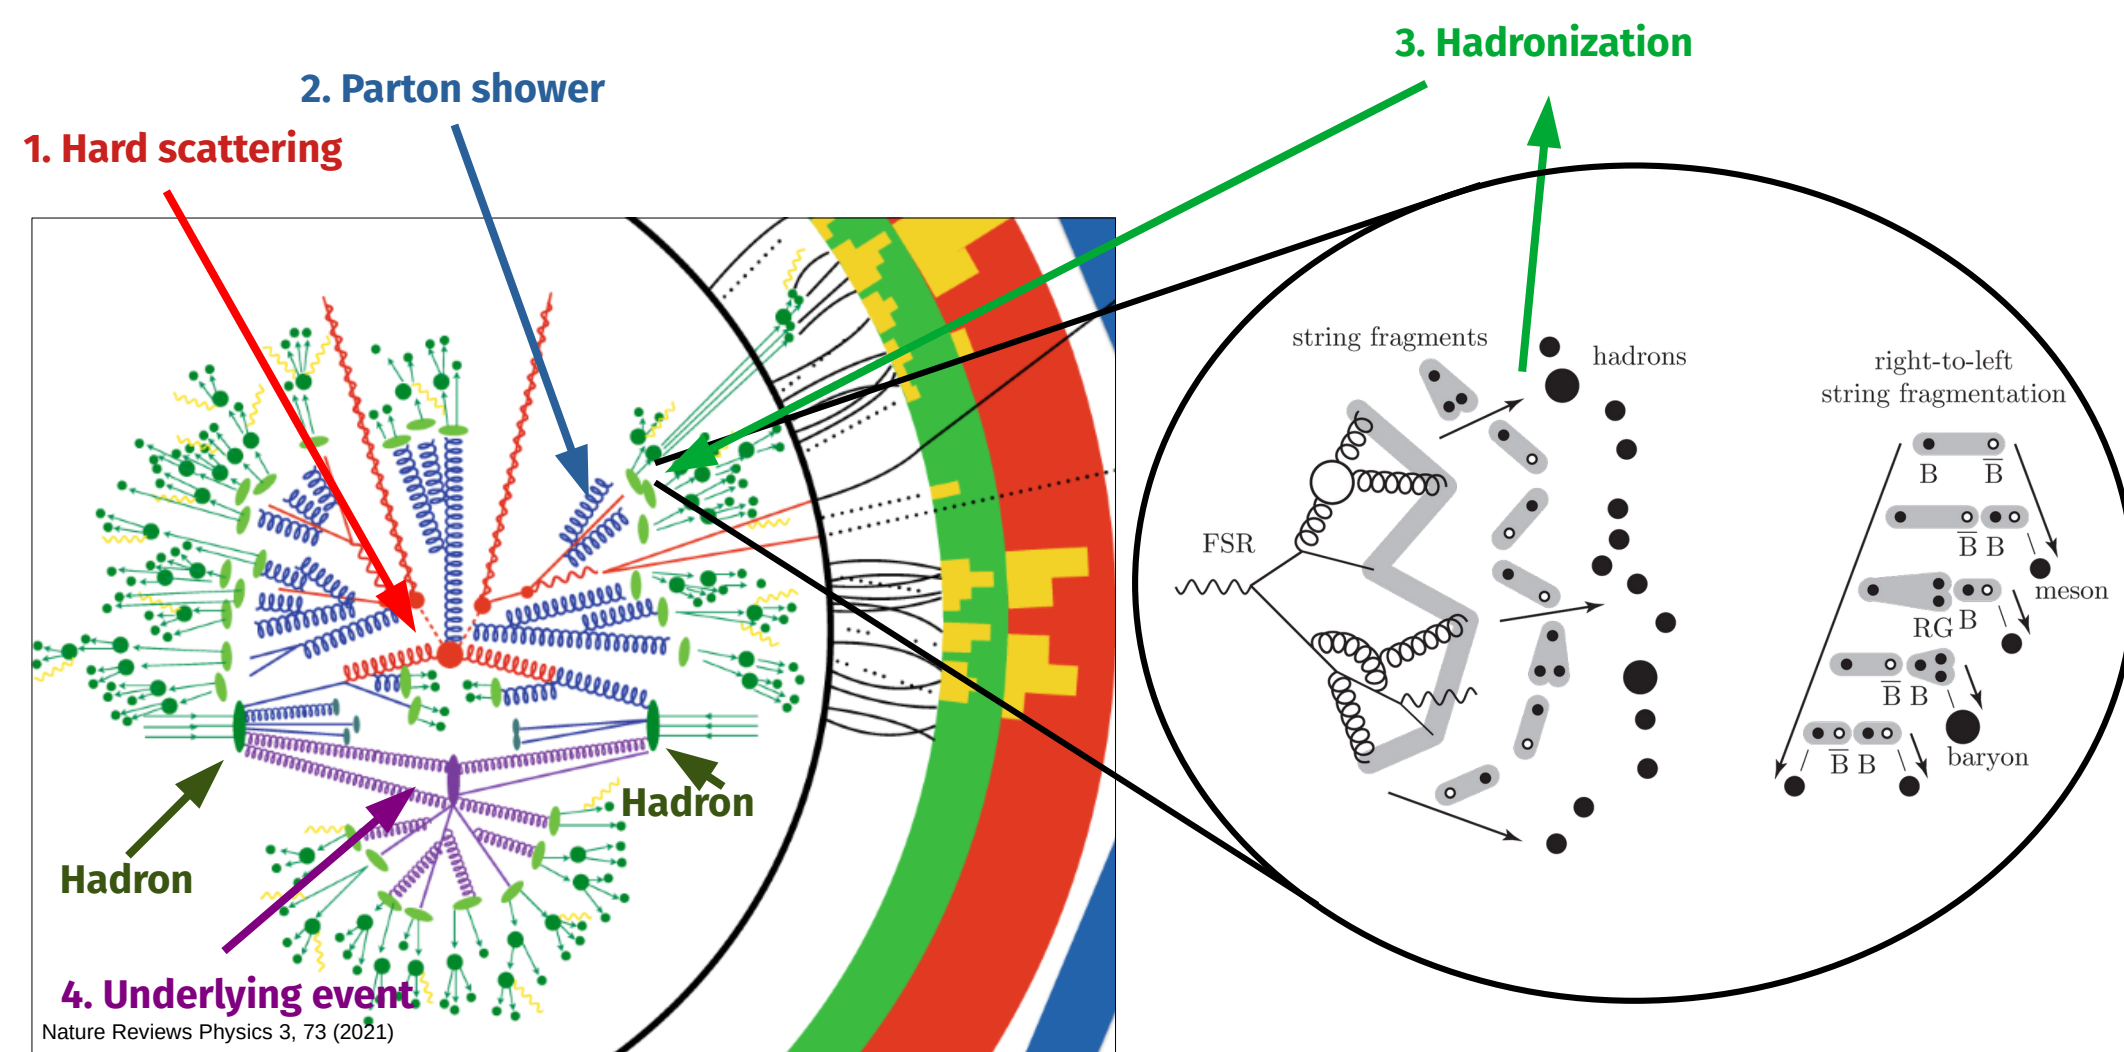 3. Hadronization
2. Parton shower
1. Hard scattering
string fragments
hadrons
right-to-left
string fragmentation
B B̅
FSR
B̅ B
meson
RG B
B̅ B
baryon
B̅ B
Hadron
Hadron
4. Underlying event
Nature Reviews Physics 3, 73 (2021)